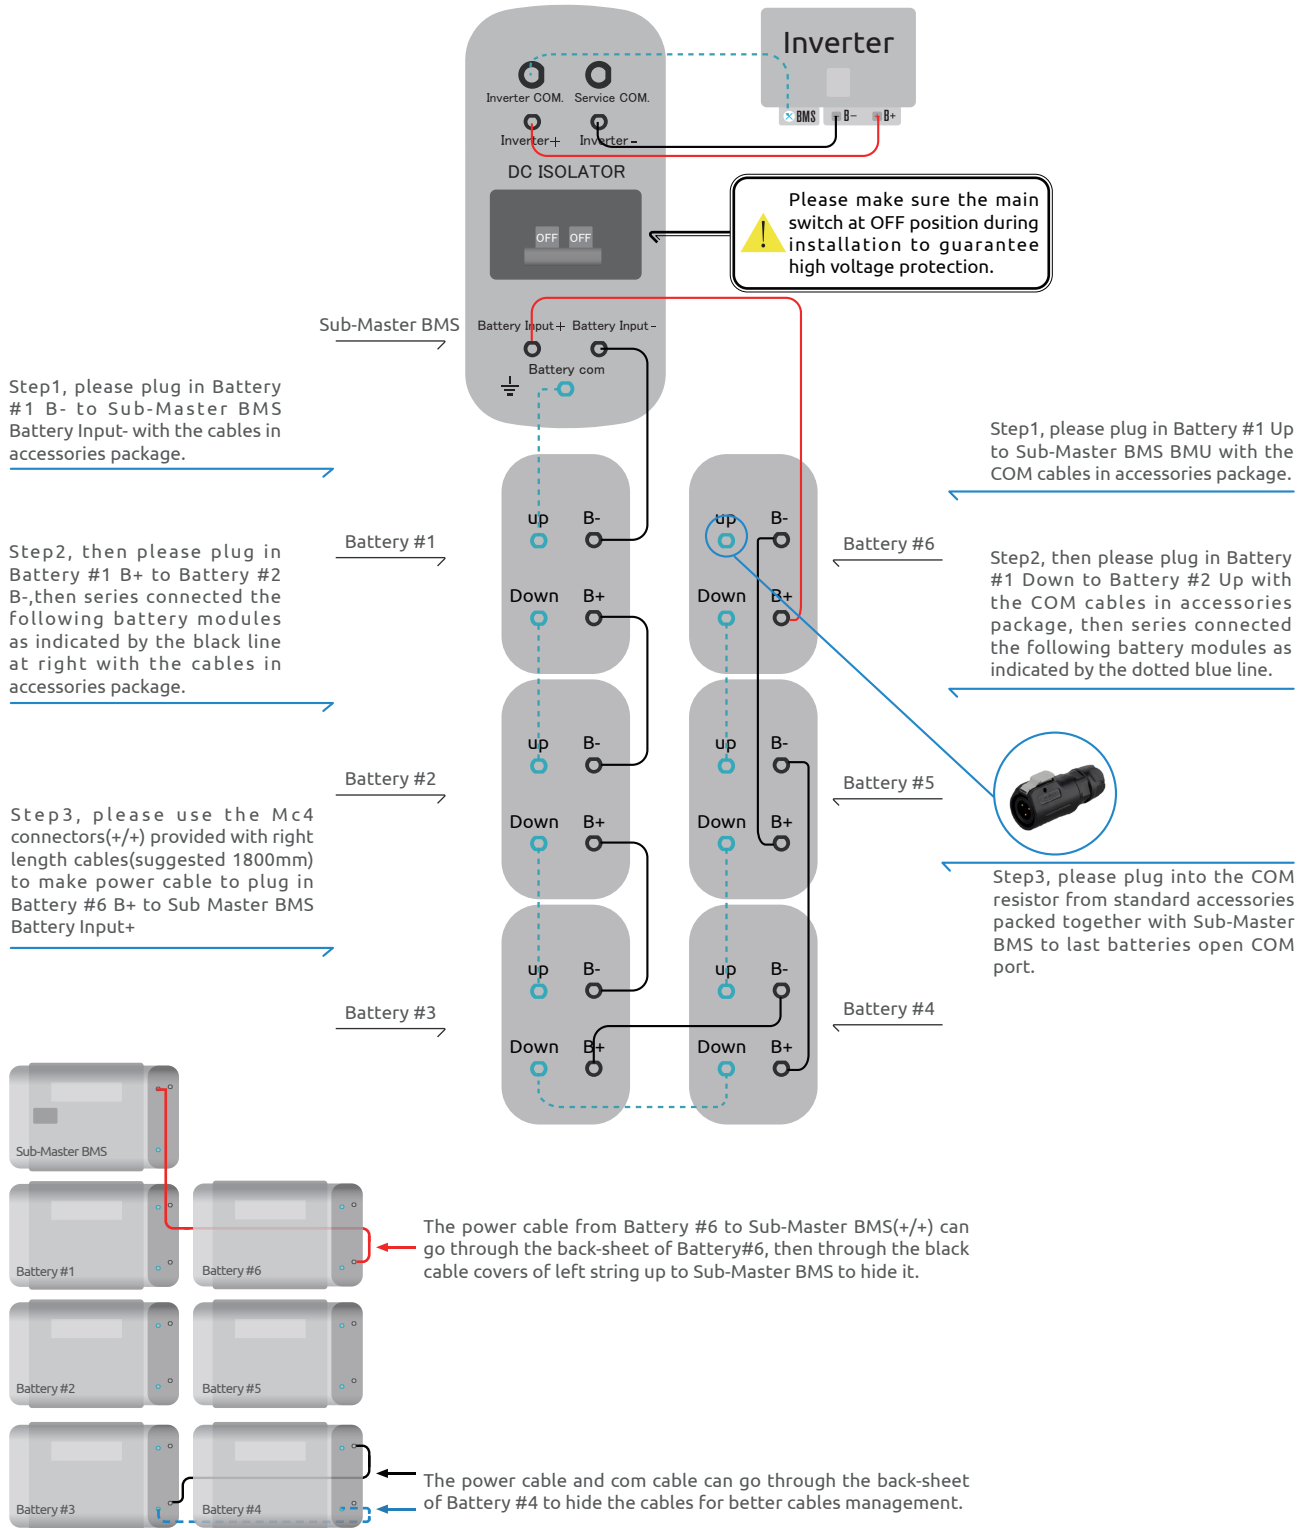 Inverter
Inverter COM. Service COM.
BMS B- B+
Inverter+ Inverter-
DC ISOLATOR
OFF OFF
Please make sure the main
switch at OFF position during
installation to guarantee
high voltage protection.
Sub-Master BMS
Battery Input+ Battery Input-
Battery com
Step1, please plug in Battery
#1 B- to Sub-Master BMS
Battery Input- with the cables in
accessories package.
Step2, then please plug in
Battery #1 B+ to Battery #2
B-,then series connected the
following battery modules
as indicated by the black line
at right with the cables in
accessories package.
Step3, please use the Mc4
connectors(+/+) provided with right
length cables(suggested 1800mm)
to make power cable to plug in
Battery #6 B+ to Sub Master BMS
Battery Input+
Battery #1
up B-
Down B+
Battery #2
up B-
Down B+
Battery #3
up B-
Down B+
up B-
Down B+
Battery #6
up B-
Down B+
Battery #5
up B-
Down B+
Battery #4
Step1, please plug in Battery #1 Up
to Sub-Master BMS BMU with the
COM cables in accessories package.
Step2, then please plug in Battery
#1 Down to Battery #2 Up with
the COM cables in accessories
package, then series connected
the following battery modules as
indicated by the dotted blue line.
Step3, please plug into the COM
resistor from standard accessories
packed together with Sub-Master
BMS to last batteries open COM
port.
Sub-Master BMS
Battery #1
Battery #6
The power cable from Battery #6 to Sub-Master BMS(+/+) can
go through the back-sheet of Battery#6, then through the black
cable covers of left string up to Sub-Master BMS to hide it.
Battery #2
Battery #5
Battery #3
Battery #4
The power cable and com cable can go through the back-sheet
of Battery #4 to hide the cables for better cables management.